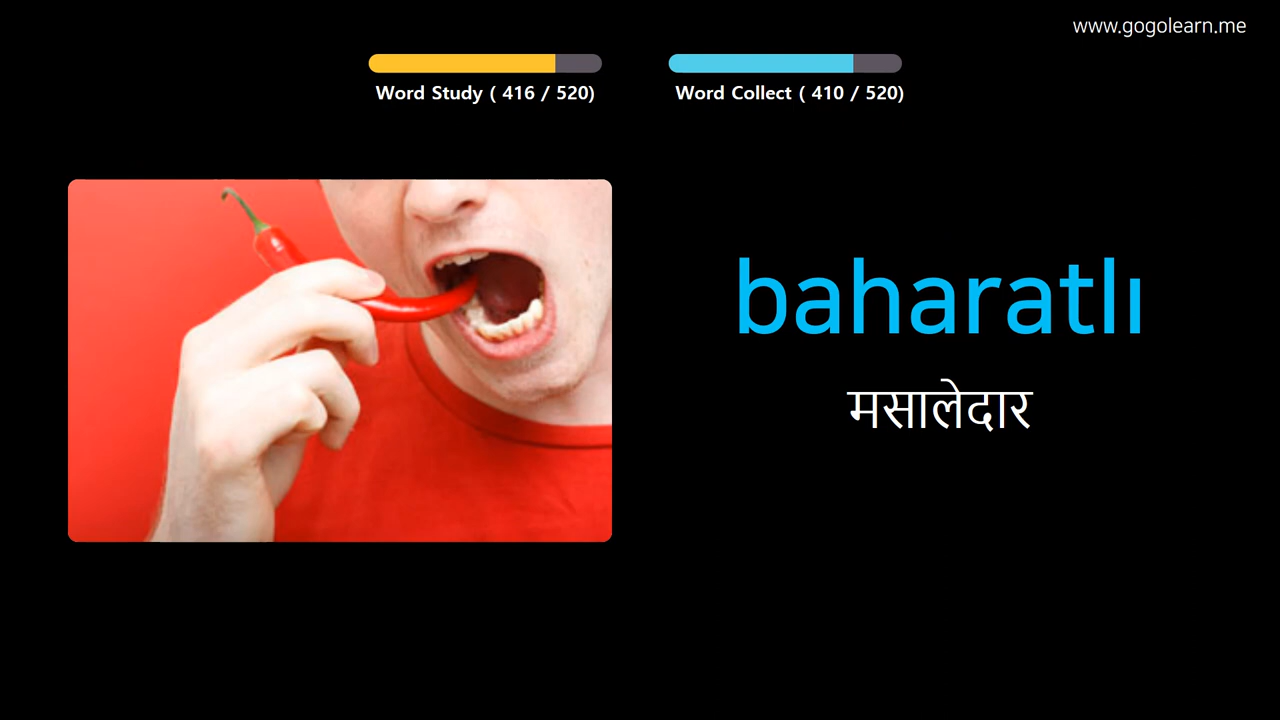 www.gogolearn.me
Word Study ( 416 / 520)
Word Collect ( 410 / 520)
baharatlı
मसालेदार